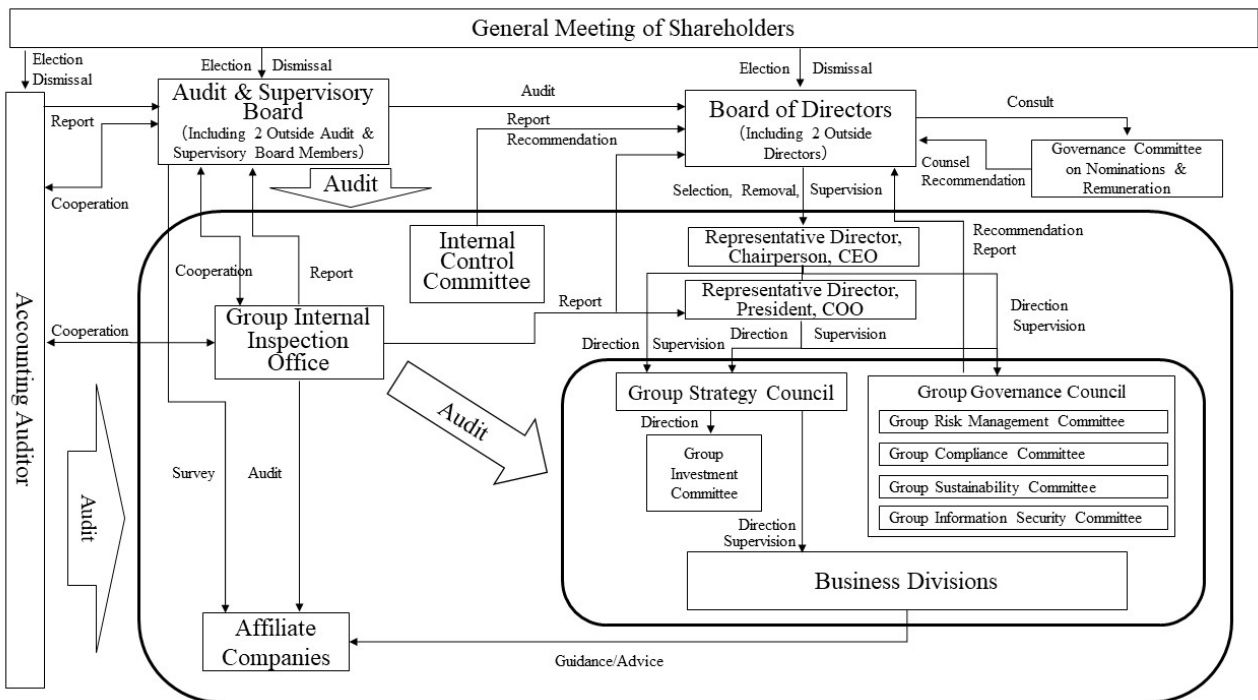 General Meeting of Shareholders
Election
Dismissal
Election Dismissal
Election Dismissal
Audit & Supervisory
Board
(Including 2 Outside Audit &
Supervisory Board Members)
Audit
Board of Directors
(Including 2 Outside
Directors)
Consult
Report
Report
Recommendation
Governance Committee
on Nominations &
Remuneration
Counsel
Recommendation
Cooperation
Audit
Selection, Removal, Supervision
Internal
Control
Committee
Representative Director,
Chairperson, CEO
Recommendation
Report
Cooperation
Report
Representative Director,
President, COO
Accounting Auditor
Cooperation
Group Internal
Inspection
Office
Report
Direction
Supervision
Direction Supervision
Direction Supervision
Audit
Group Strategy Council
Group Governance Council
Group Risk Management Committee
Group Compliance Committee
Group Sustainability Committee
Group Information Security Committee
Direction
Group
Investment
Committee
Survey
Audit
Audit
Direction
Supervision
Business Divisions
Affiliate
Companies
Guidance/Advice